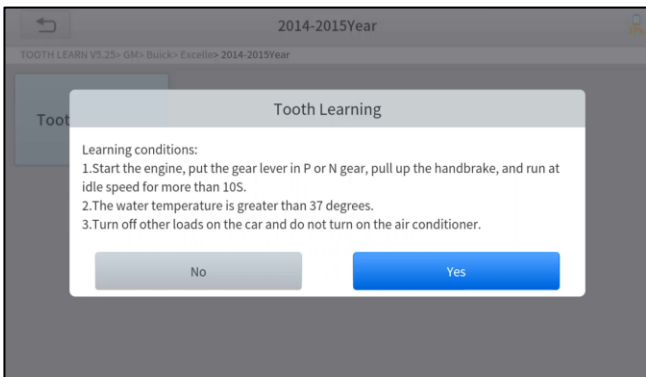 2014-2015Year
TOOTH LEARN V5.25> GM> Buick> Excelle> 2014-2015Year
Toot
Tooth Learning
Learning conditions:
1.Start the engine, put the gear lever in P or N gear, pull up the handbrake, and run at
idle speed for more than 10S.
2.The water temperature is greater than 37 degrees.
3.Turn off other loads on the car and do not turn on the air conditioner.
No
Yes